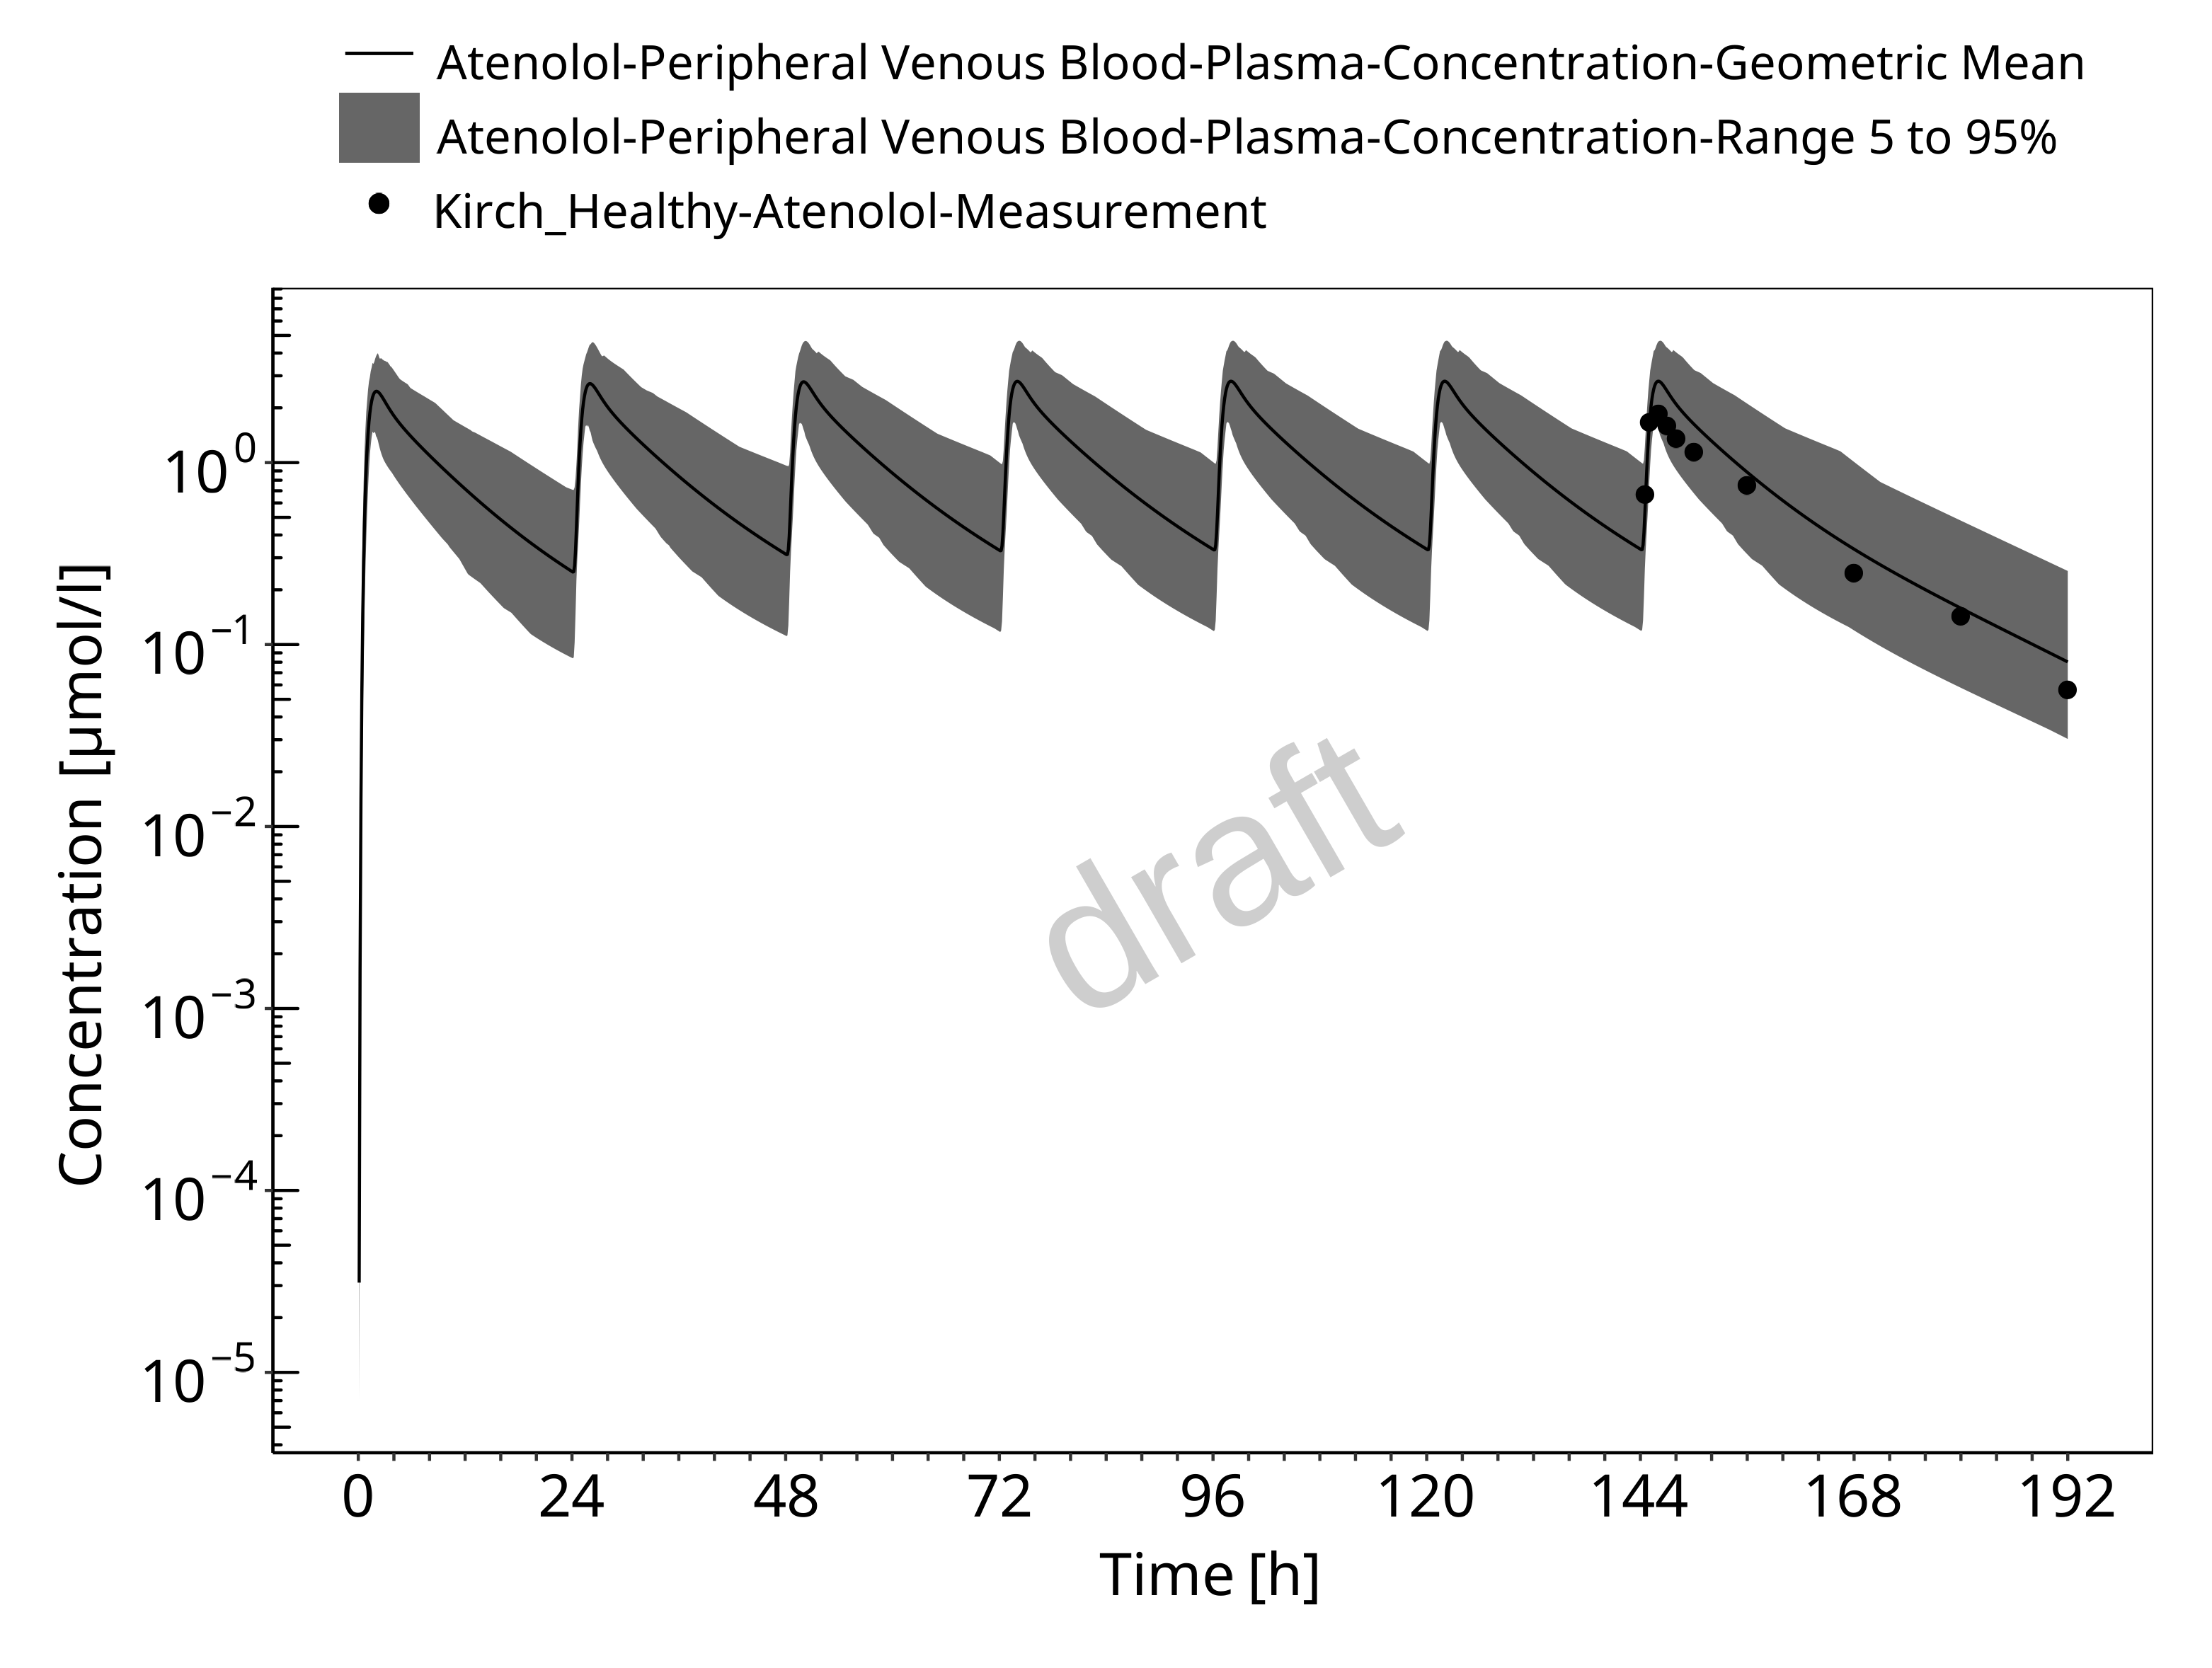 Atenolol-Peripheral Venous Blood-Plasma-Concentration-Geometric Mean
Atenolol-Peripheral Venous Blood-Plasma-Concentration-Range 5 to 95%
Kirch_Healthy-Atenolol-Measurement
Concentration [µmol/l]
10^0
10^−1
10^−2
10^−3
10^−4
10^−5
draft
0 24 48 72 96 120 144 168 192
Time [h]